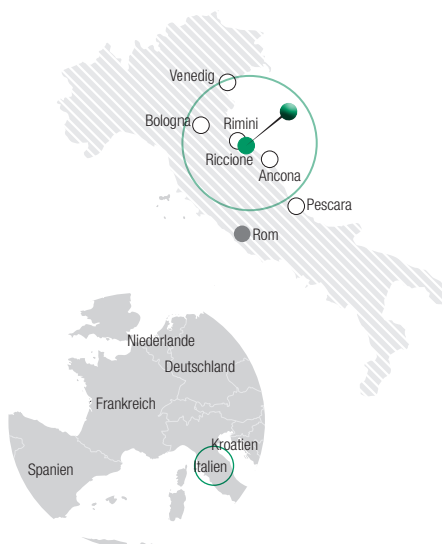 Venedig
Bologna
Rimini
Riccione
Ancona
Pescara
Rom
Niederlande
Deutschland
Frankreich
Kroatien
Italien
Spanien